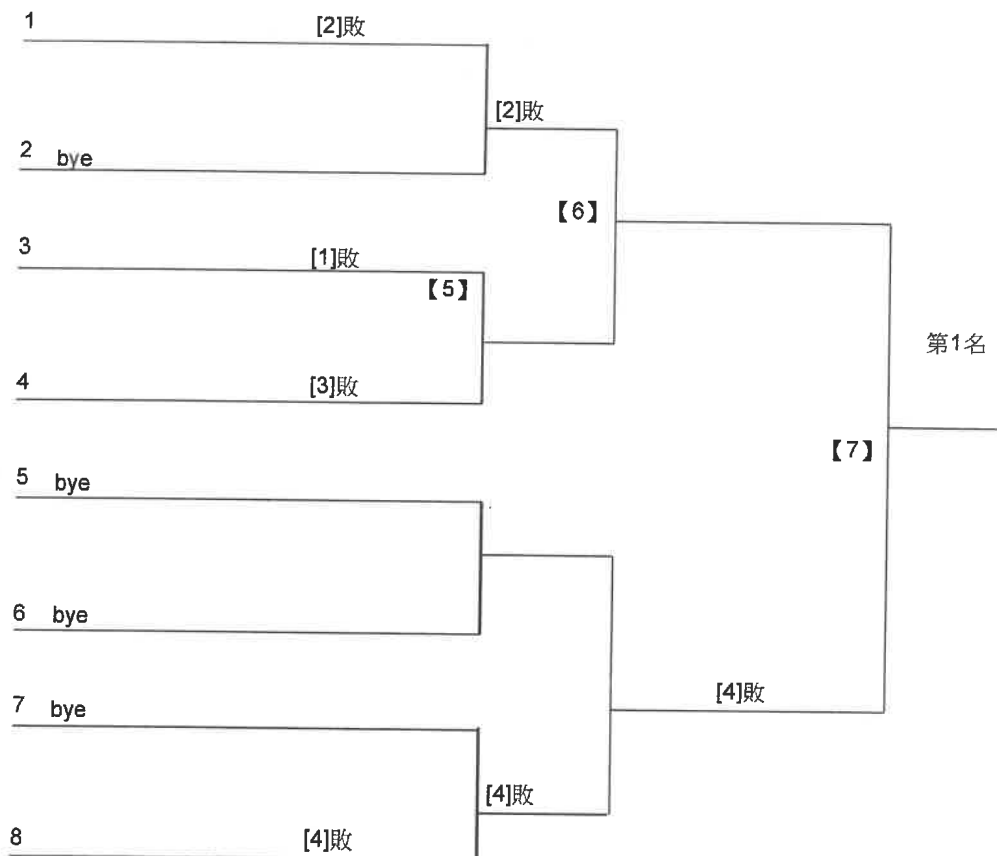 1 [2]敗
[2]敗
2 bye
【6】
3 [1]敗
【5】
第1名
4 [3]敗
【7】
5 bye
6 bye
[4]敗
7 bye
[4]敗
8 [4]敗